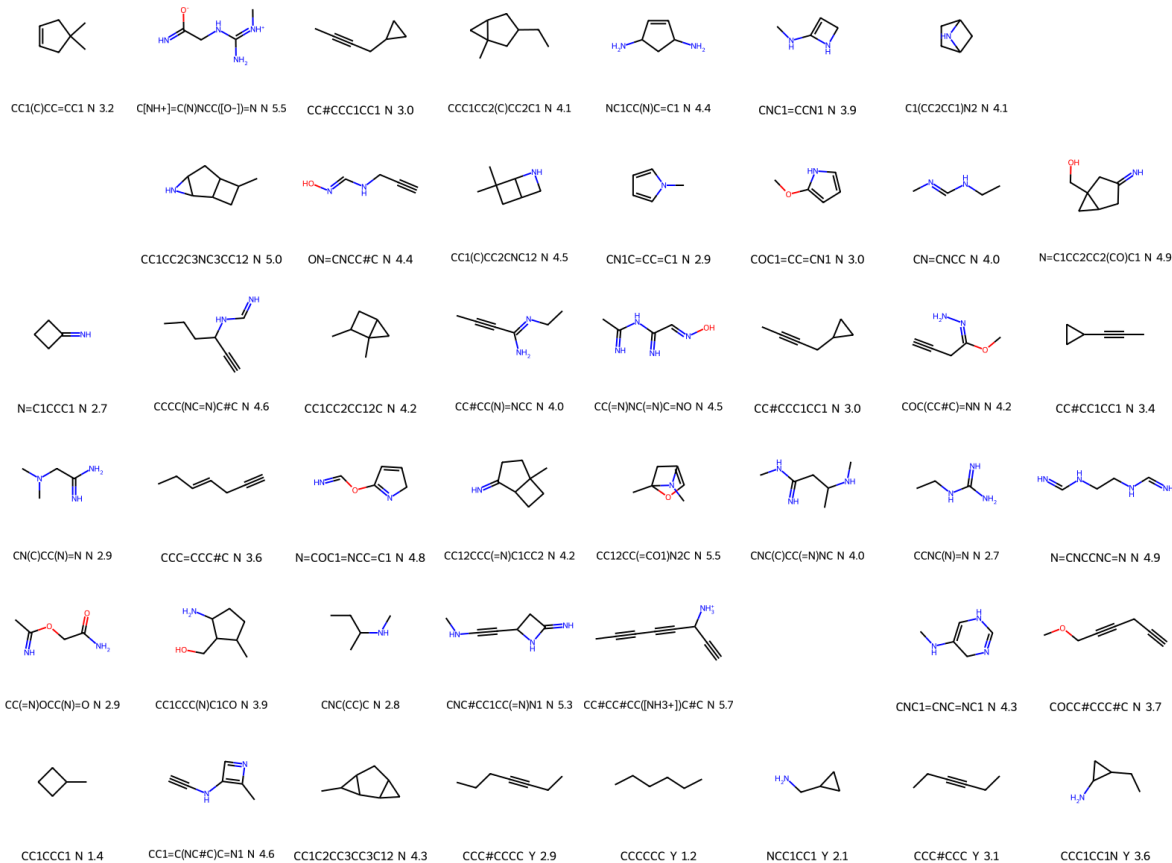 CC1(C)CC=CC1 N 3.2
C[NH+]=C(N)NCC([O-])=N N 5.5
CC#CCC1CC1 N 3.0
CCC1CC2(C)CC2C1 N 4.1
NC1CC(N)C=C1 N 4.4
CNC1=CCN1 N 3.9
C1(CC2CC1)N2 N 4.1
CC1CC2C3NC3CC12 N 5.0
ON=CNCC#C N 4.4
CC1(C)CC2CNC12 N 4.5
CN1C=CC=C1 N 2.9
COC1=CC=CN1 N 3.0
CN=CNCC N 4.0
N=C1CC2CC2(CO)C1 N 4.9
N=C1CCC1 N 2.7
CCCC(NC=N)C#C N 4.6
CC1CC2CC12C N 4.2
CC#CC(N)=NCC N 4.0
CC(=N)NC(=N)C=NO N 4.5
CC#CCC1CC1 N 3.0
COC(CC#C)=NN N 4.2
CC#CC1CC1 N 3.4
CN(C)CC(N)=N N 2.9
CCC=CCC#C N 3.6
N=COC1=NCC=C1 N 4.8
CC12CCC(=N)C1CC2 N 4.2
CC12CC(=CO1)N2C N 5.5
CNC(C)CC(=N)NC N 4.0
CCNC(N)=N N 2.7
N=CNCCNC=N N 4.9
CC(=N)OCC(N)=O N 2.9
CC1CCC(N)C1CO N 3.9
CNC(CC)C N 2.8
CNC#CC1CC(=N)N1 N 5.3
CC#CC#CC([NH3+])C#C N 5.7
CNC1=CNC=NC1 N 4.3
COCC#CCC#C N 3.7
CC1CCC1 N 1.4
CC1=C(NC#C)C=N1 N 4.6
CC1C2CC3CC3C12 N 4.3
CCC#CCCC Y 2.9
CCCCCC Y 1.2
NCC1CC1 Y 2.1
CCC#CCC Y 3.1
CCC1CC1N Y 3.6